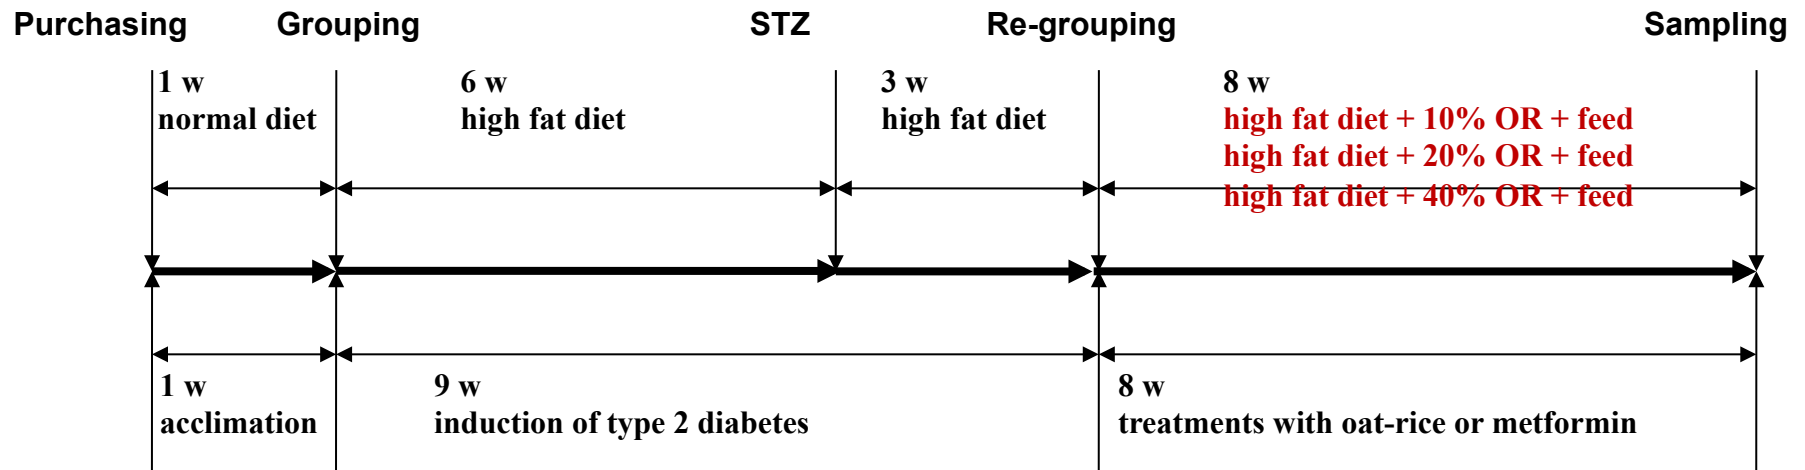 Purchasing Grouping STZ Re-grouping Sampling
1 w
normal diet
6 w
high fat diet
3 w
high fat diet
8 w
high fat diet + 10% OR + feed
high fat diet + 20% OR + feed
high fat diet + 40% OR + feed
1 w
acclimation
9 w
induction of type 2 diabetes
8 w
treatments with oat-rice or metformin